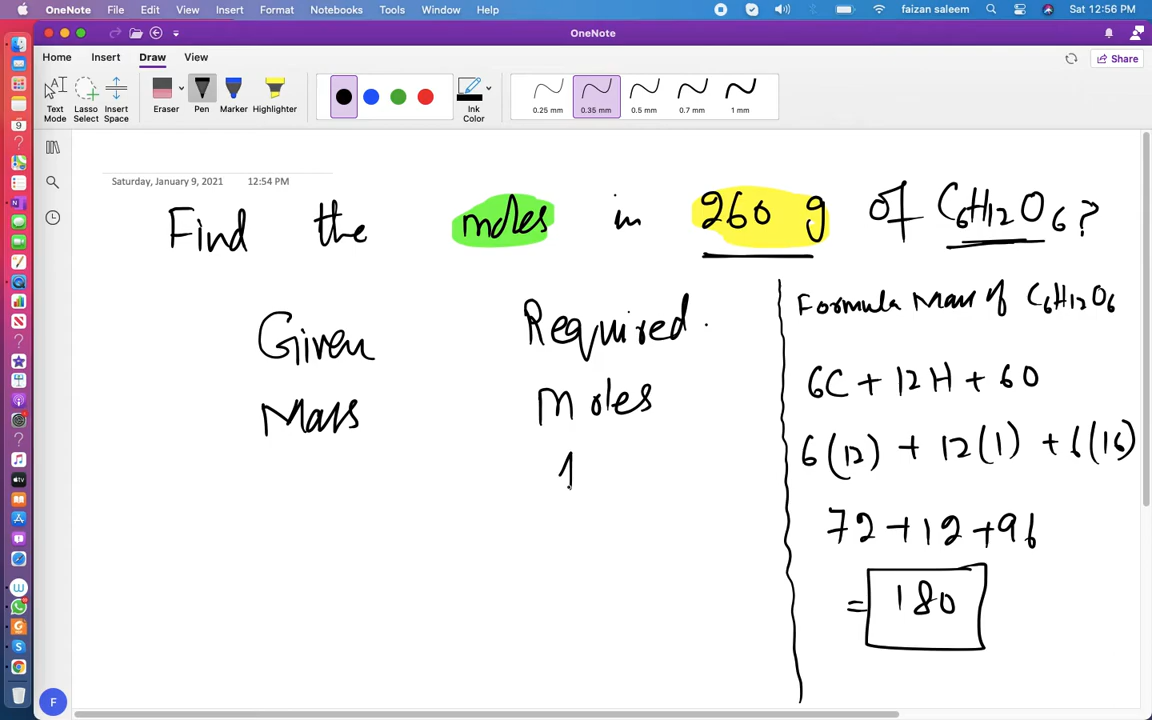 OneNote File Edit View Insert Format Notebooks Tools Window Help faizan saleem Sat 12:56 PM
OneNote
Home Insert Draw View Share
Text Mode Lasso Select Insert Space Eraser Pen Marker Highlighter Ink Color 0.25 mm 0.35 mm 0.5 mm 0.7 mm 1 mm
Saturday, January 9, 2021 12:54 PM
Find the moles in 260 g of C6H12O6?
Given Required.
Mass Moles
1
Formula Mass of C6H12O6
6C + 12H + 6O
6(12) + 12(1) + 6(16)
72+12+96
= 180
F